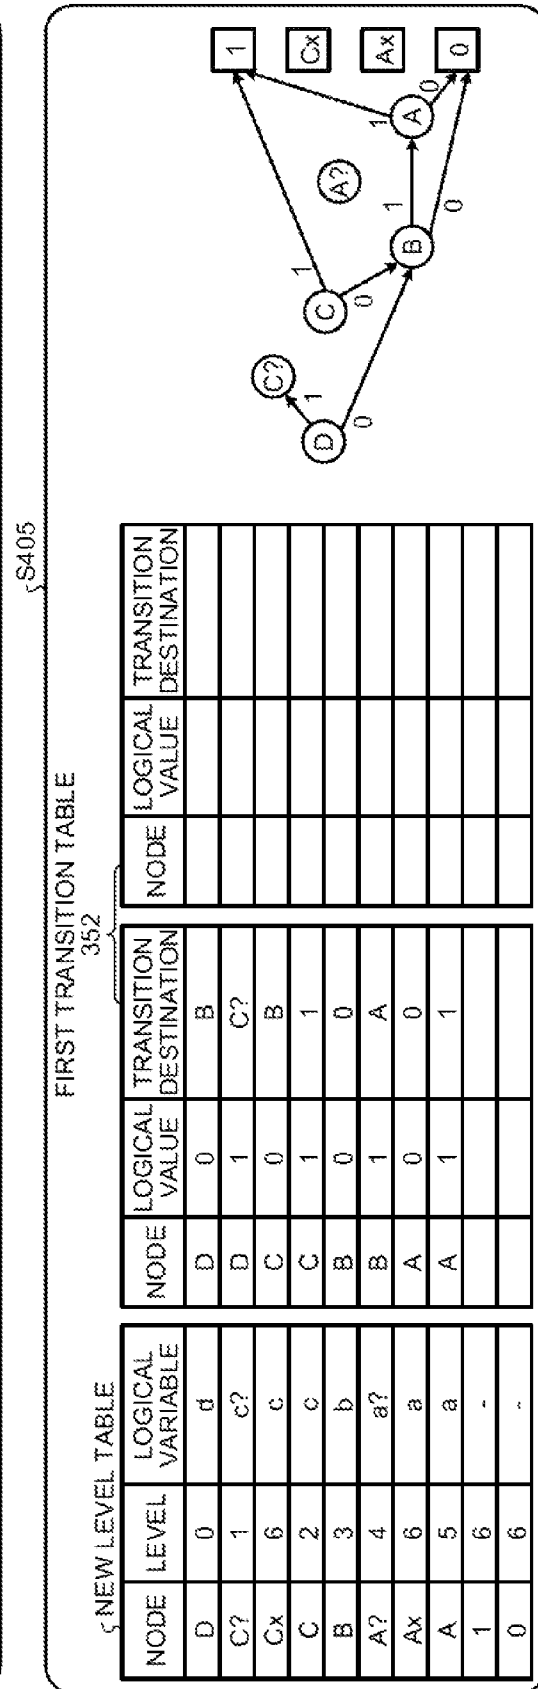 S405
FIRST TRANSITION TABLE
352
NEW LEVEL TABLE
NODE LEVEL LOGICAL VARIABLE
D 0 d
C? 1 c?
Cx 6 c
C 2 c
B 3 b
A? 4 a?
Ax 6 a
A 5 a
1 6 -
0 6 -
NODE LOGICAL VALUE TRANSITION DESTINATION
D 0 B
D 1 C?
C 0 B
C 1 1
B 0 0
B 1 A
A 0 0
A 1 1
NODE LOGICAL VALUE TRANSITION DESTINATION
D
1
0
C?
C
1
0
B
1
0
A?
A
1
0
1
Cx
Ax
0